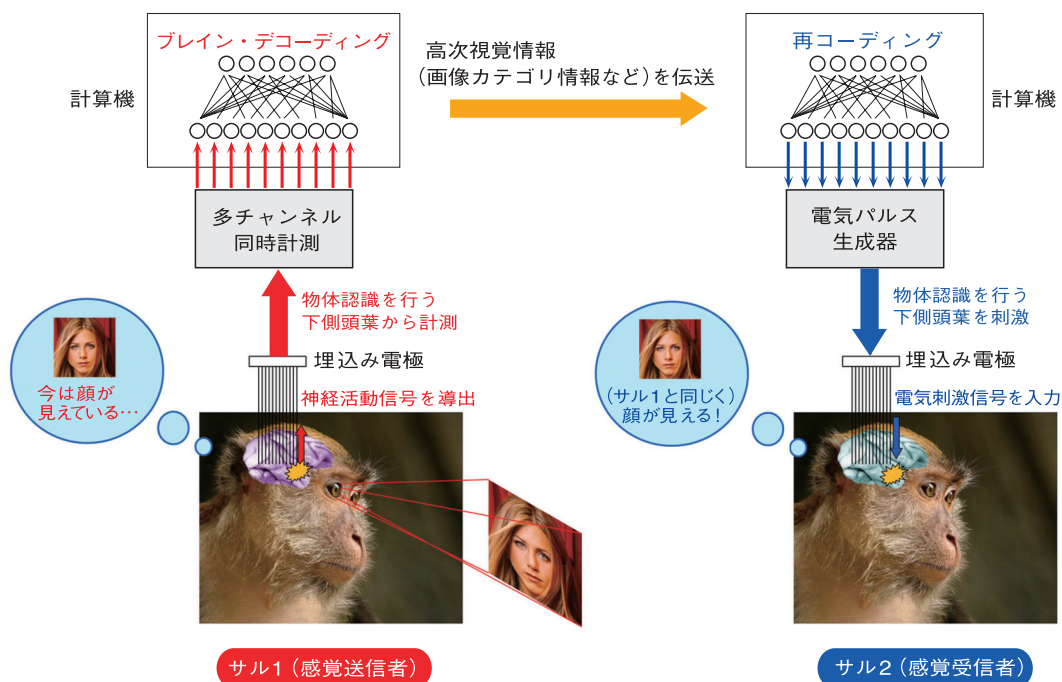 ブレイン・デコーディング
計算機
多チャンネル
同時計測
物体認識を行う
下側頭葉から計測
埋込み電極
神経活動信号を導出
今は顔が
見えている…
サル1（感覚送信者）
高次視覚情報
（画像カテゴリ情報など）を伝送
再コーディング
計算機
電気パルス
生成器
物体認識を行う
下側頭葉を刺激
埋込み電極
電気刺激信号を入力
（サル1と同じく）
顔が見える！
サル2（感覚受信者）